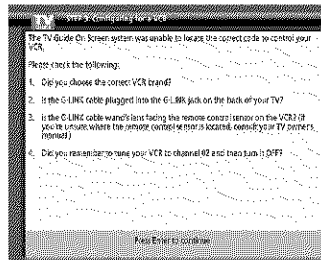 STEP 3: Configuring for a VCR
The TV Guide On Screen system was unable to locate the correct code to control your
VCR.
Please check the following:
1. Did you choose the correct VCR brand?
2. Is the G-LINK cable plugged into the G-LINK jack on the back of your TV?
3. Is the G-LINK cable wand's lens facing the remote control sensor on the VCR? (If
you're unsure where the remote control sensor is located, consult your TV owner's
manual.)
4. Did you remember to tune your VCR to channel 02 and then turn it OFF?
Press Enter to continue